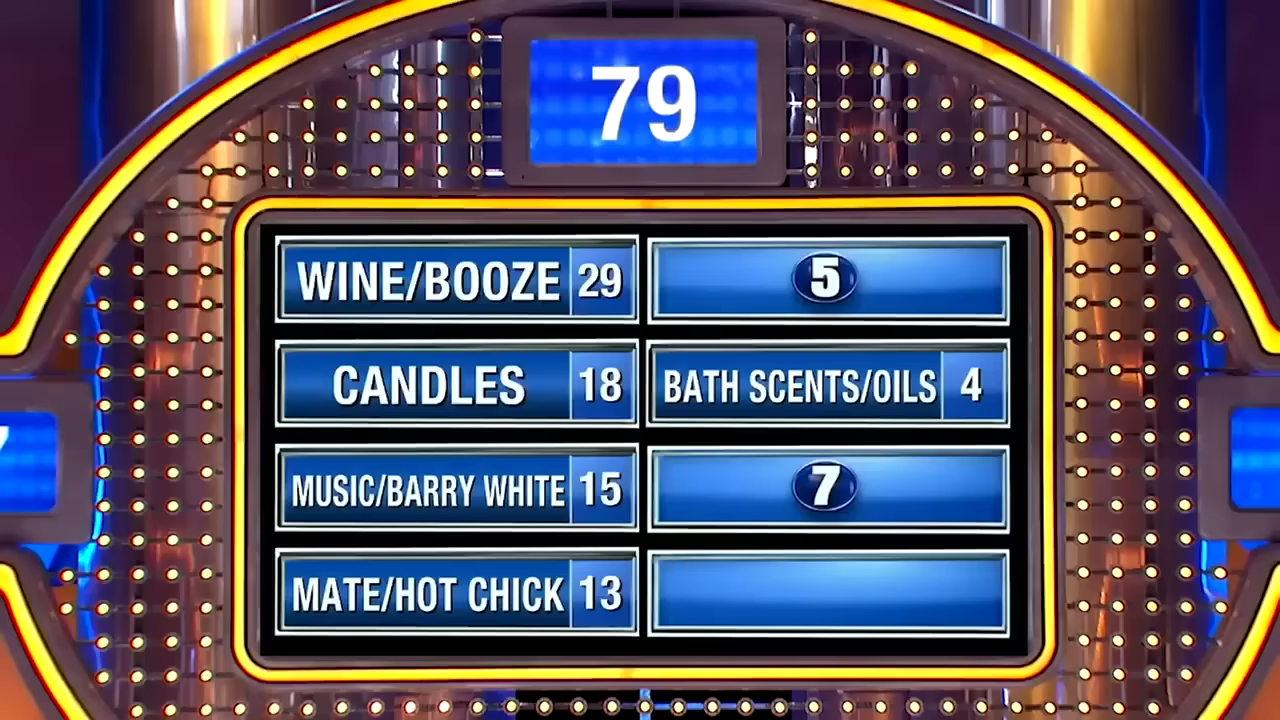 79
WINE/BOOZE 29
CANDLES 18
MUSIC/BARRY WHITE 15
MATE/HOT CHICK 13
5
BATH SCENTS/OILS 4
7